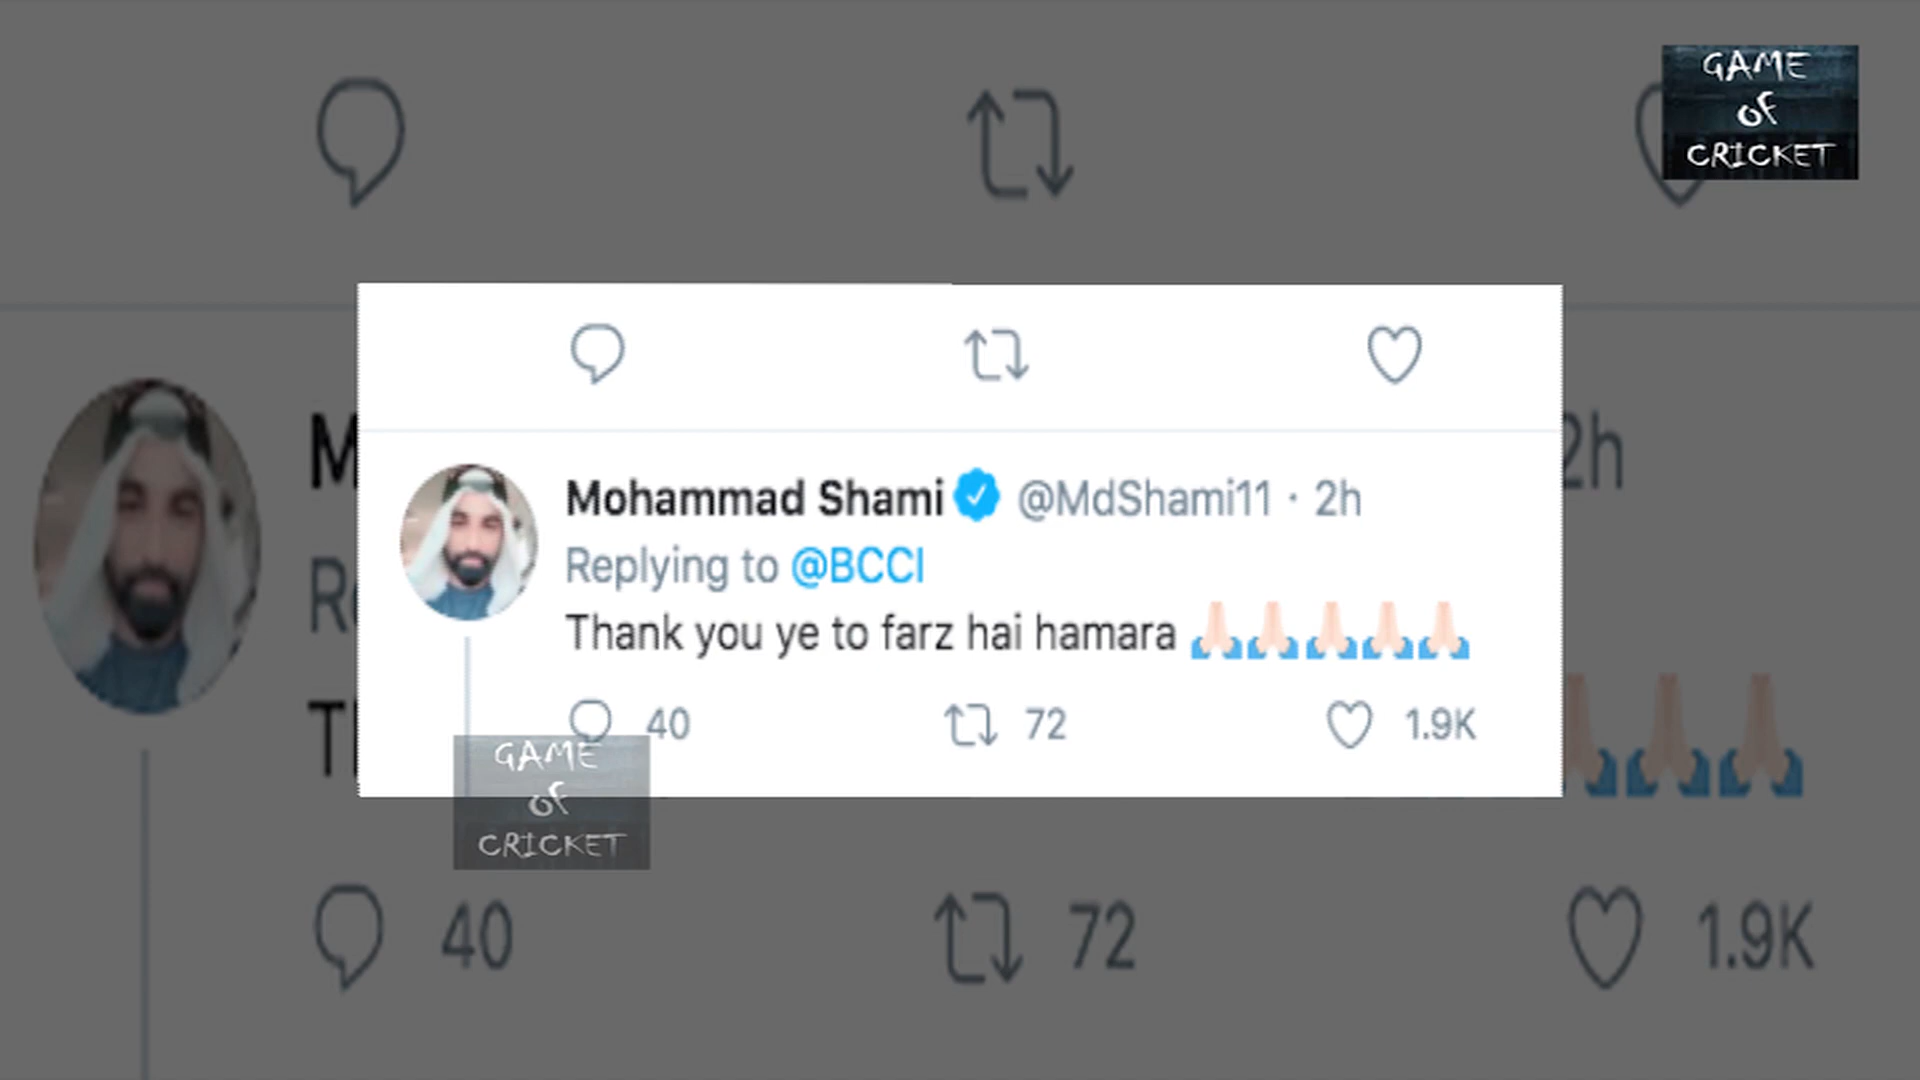 GAME
OF
CRICKET
M
2h
Mohammad Shami @MdShami11 · 2h
Replying to @BCCI
Thank you ye to farz hai hamara 🙏🏻🙏🏻🙏🏻🙏🏻🙏🏻
40 72 1.9K
GAME
OF
CRICKET
40 72 1.9K